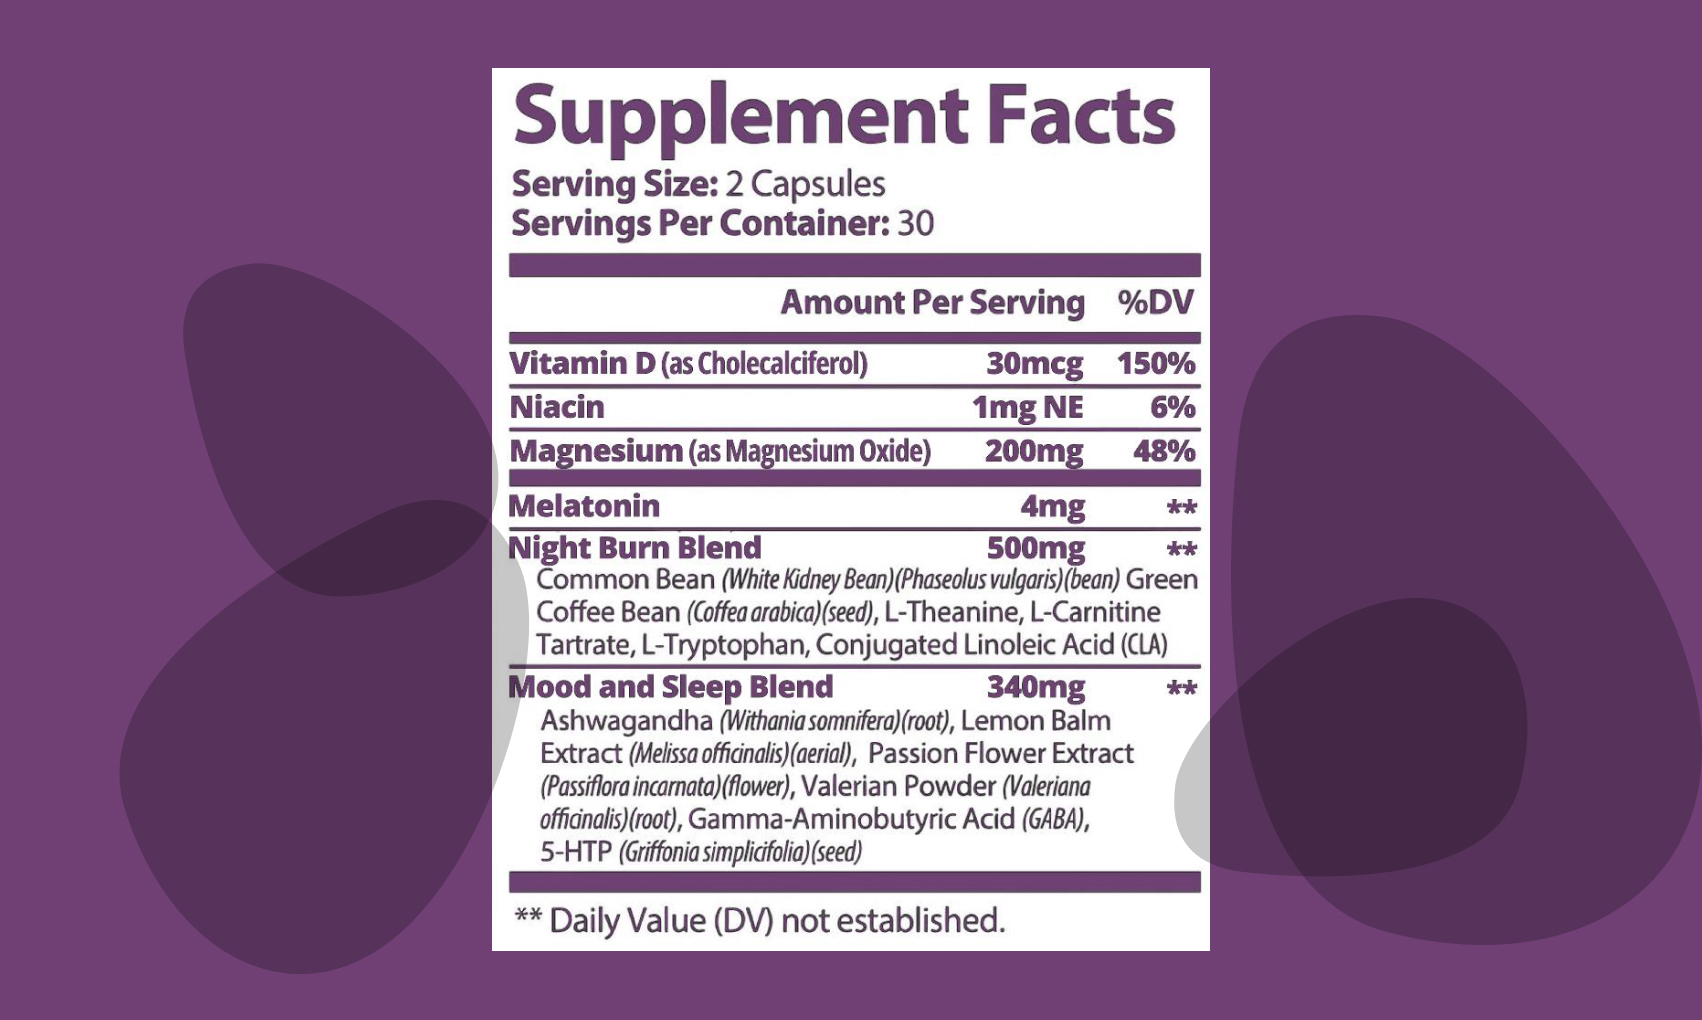 Supplement Facts
Serving Size: 2 Capsules
Servings Per Container: 30
Amount Per Serving %DV
Vitamin D (as Cholecalciferol) 30mcg 150%
Niacin 1mg NE 6%
Magnesium (as Magnesium Oxide) 200mg 48%
Melatonin 4mg **
Night Burn Blend 500mg **
Common Bean (White Kidney Bean)(Phaseolus vulgaris)(bean) Green
Coffee Bean (Coffea arabica)(seed), L-Theanine, L-Carnitine
Tartrate, L-Tryptophan, Conjugated Linoleic Acid (CLA)
Mood and Sleep Blend 340mg **
Ashwagandha (Withania somnifera)(root), Lemon Balm
Extract (Melissa officinalis)(aerial), Passion Flower Extract
(Passiflora incarnata)(flower), Valerian Powder (Valeriana
officinalis)(root), Gamma-Aminobutyric Acid (GABA),
5-HTP (Griffonia simplicifolia)(seed)
** Daily Value (DV) not established.